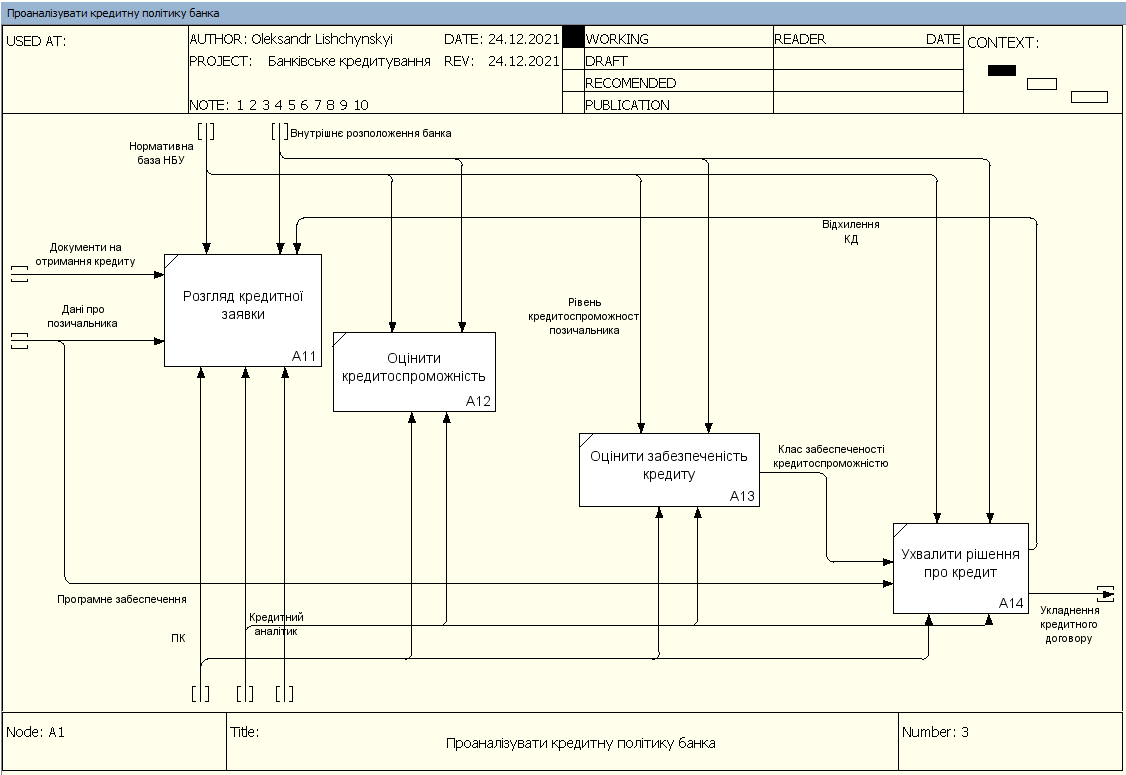 Проаналізувати кредитну політику банка
USED AT:
AUTHOR: Oleksandr Lishchynskyi
DATE: 24.12.2021
PROJECT: Банківське кредитування
REV: 24.12.2021
NOTE: 1 2 3 4 5 6 7 8 9 10
WORKING
DRAFT
RECOMENDED
PUBLICATION
READER
DATE
CONTEXT:
Нормативна
база НБУ
Внутрішнє розположення банка
Відхилення
КД
Документи на
отримання кредиту
Дані про
позичальника
Розгляд кредитної
заявки
A11
Рівень
кредитоспроможност
позичальника
Оцінити
кредитоспроможність
A12
Оцінити забезпеченість
кредиту
A13
Клас забеспеченості
кредитоспроможністю
Ухвалити рішення
про кредит
A14
Програмне забеспечення
Кредитний
аналітик
ПК
Укладнення
кредитного
договору
Node: A1
Title:
Проаналізувати кредитну політику банка
Number: 3